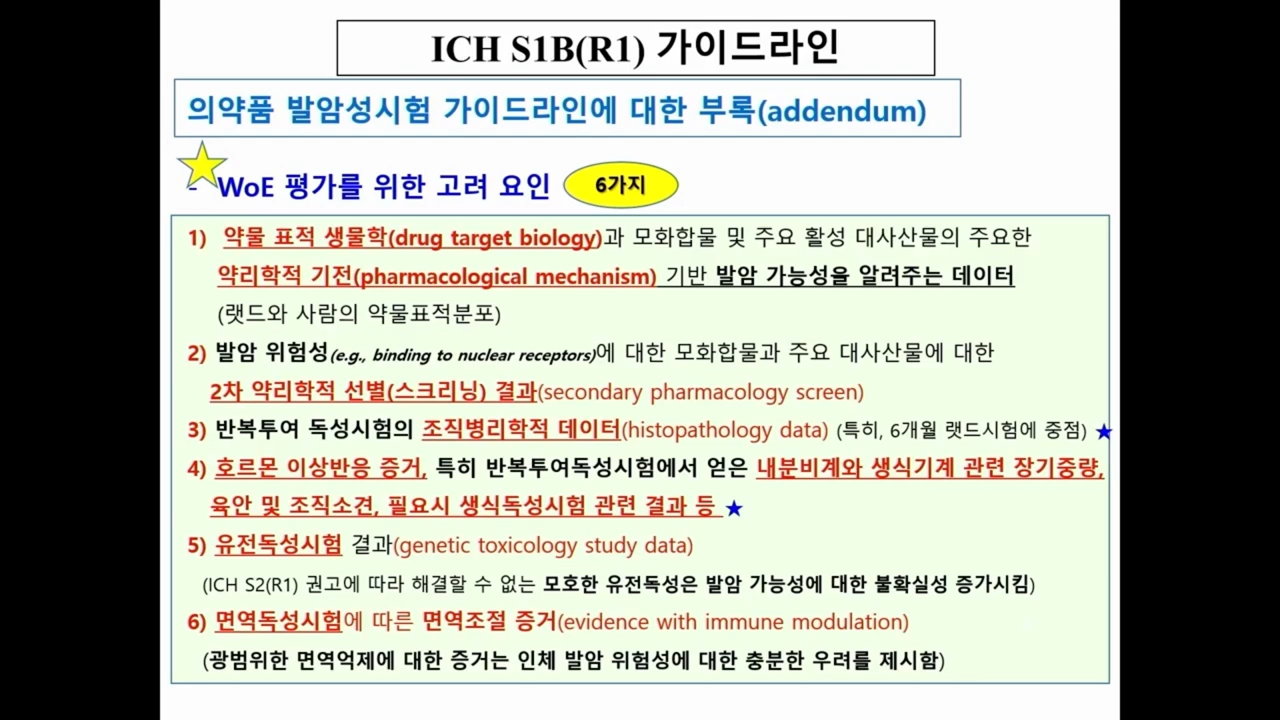 ICH S1B(R1) 가이드라인
의약품 발암성시험 가이드라인에 대한 부록(addendum)
- WoE 평가를 위한 고려 요인 6가지
1) 약물 표적 생물학(drug target biology)과 모화합물 및 주요 활성 대사산물의 주요한
약리학적 기전(pharmacological mechanism) 기반 발암 가능성을 알려주는 데이터
(랫드와 사람의 약물표적분포)
2) 발암 위험성(e.g., binding to nuclear receptors)에 대한 모화합물과 주요 대사산물에 대한
2차 약리학적 선별(스크리닝) 결과(secondary pharmacology screen)
3) 반복투여 독성시험의 조직병리학적 데이터(histopathology data) (특히, 6개월 랫드시험에 중점) ★
4) 호르몬 이상반응 증거, 특히 반복투여독성시험에서 얻은 내분비계와 생식기계 관련 장기중량,
육안 및 조직소견, 필요시 생식독성시험 관련 결과 등 ★
5) 유전독성시험 결과(genetic toxicology study data)
(ICH S2(R1) 권고에 따라 해결할 수 없는 모호한 유전독성은 발암 가능성에 대한 불확실성 증가시킴)
6) 면역독성시험에 따른 면역조절 증거(evidence with immune modulation)
(광범위한 면역억제에 대한 증거는 인체 발암 위험성에 대한 충분한 우려를 제시함)